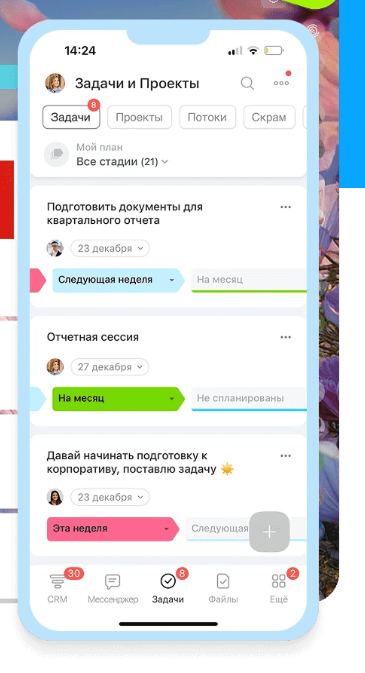 14:24
Задачи и Проекты
Задачи
8
Проекты
Потоки
Скрам
Мой план
Все стадии (21)
Подготовить документы для
квартального отчета
23 декабря
Следующая неделя
На месяц
Отчетная сессия
27 декабря
На месяц
Не спланированы
Давай начинать подготовку к
корпоративу, поставлю задачу
23 декабря
Эта неделя
Следующая
30
8
2
CRM
Мессенджер
Задачи
Файлы
Ещё